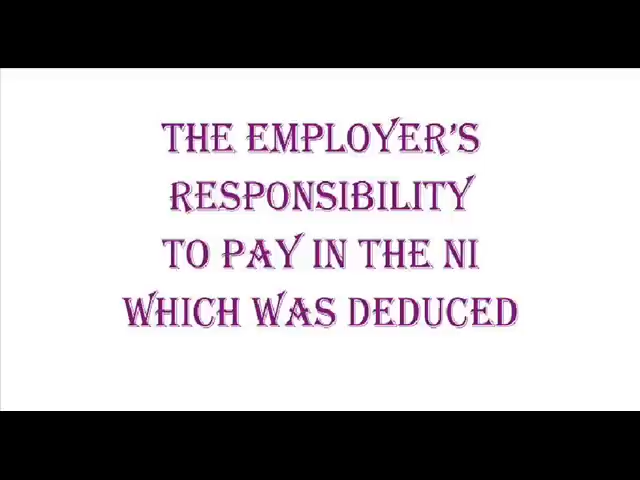 THE EMPLOYER'S
RESPONSIBILITY
TO PAY IN THE NI
WHICH WAS DEDUCED